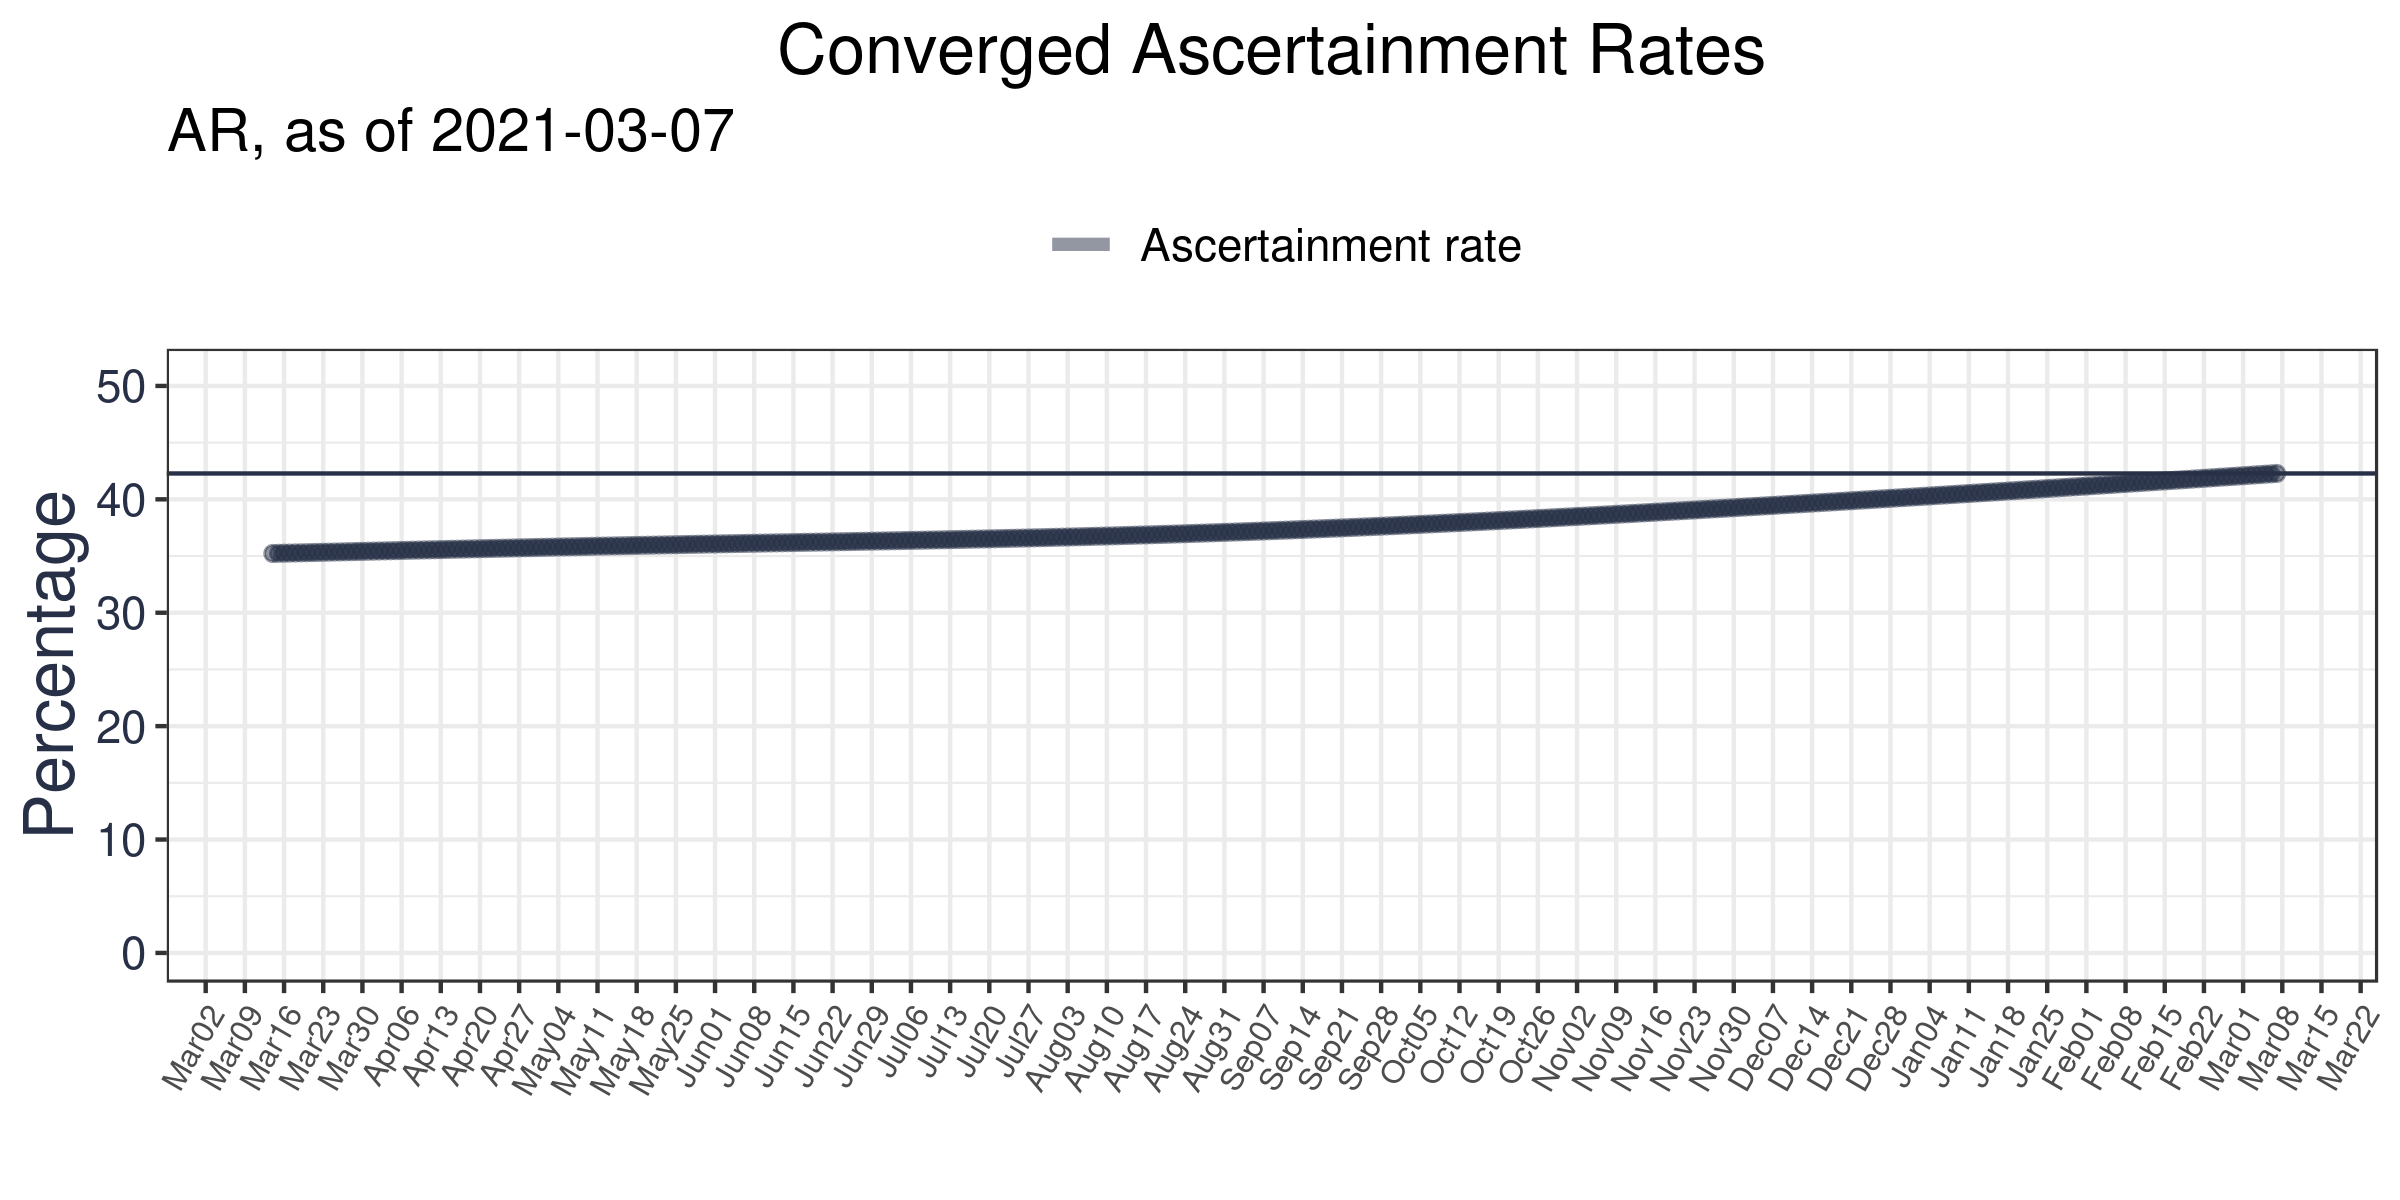 Converged Ascertainment Rates
AR, as of 2021-03-07
Ascertainment rate
Percentage
50
40
30
20
10
0
Mar02 Mar09 Mar16 Mar23 Mar30 Apr06 Apr13 Apr20 Apr27 May04 May11 May18 May25 Jun01 Jun08 Jun15 Jun22 Jun29 Jul06 Jul13 Jul20 Jul27 Aug03 Aug10 Aug17 Aug24 Aug31 Sep07 Sep14 Sep21 Sep28 Oct05 Oct12 Oct19 Oct26 Nov02 Nov09 Nov16 Nov23 Nov30 Dec07 Dec14 Dec21 Dec28 Jan04 Jan11 Jan18 Jan25 Feb01 Feb08 Feb15 Feb22 Mar01 Mar08 Mar15 Mar22